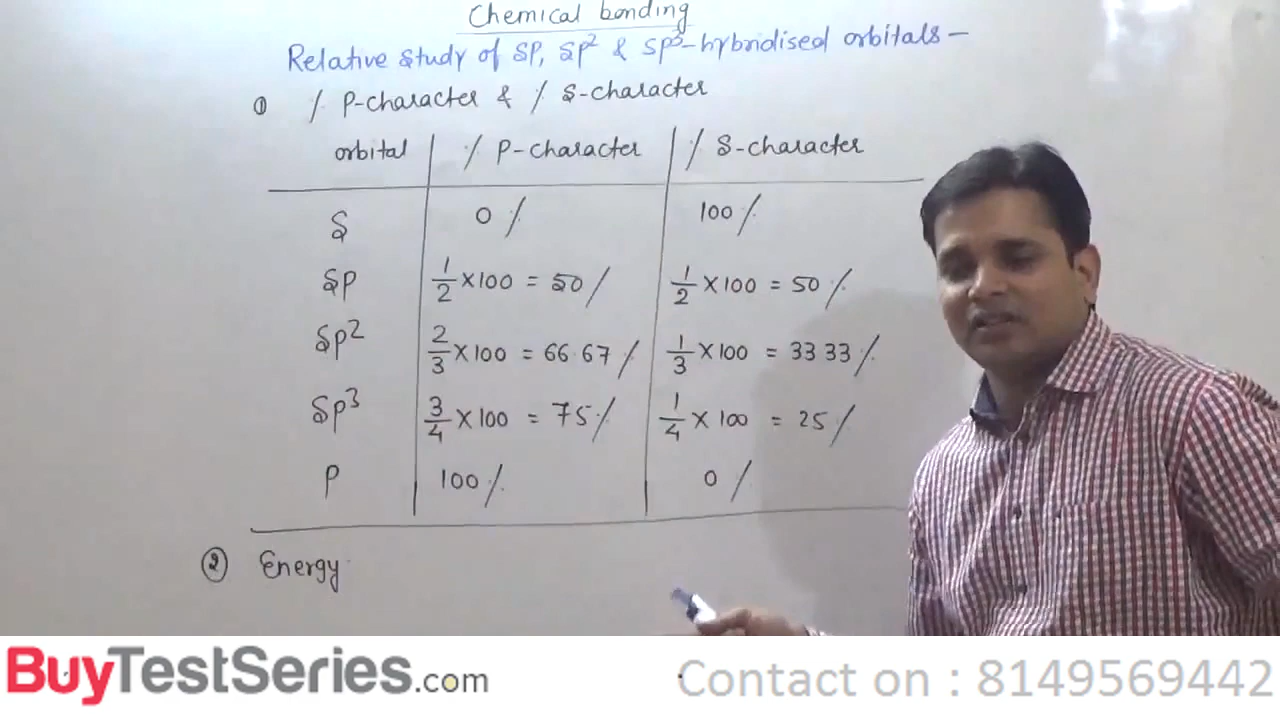 Chemical bonding
Relative study of SP, SP² & SP³-hybridised orbitals –
① % P-character & % S-character
orbital % P-character % S-character
S 0 % 100 %
SP 1/2 × 100 = 50 % 1/2 × 100 = 50 %
SP² 2/3 × 100 = 66.67 % 1/3 × 100 = 33.33 %
SP³ 3/4 × 100 = 75 % 1/4 × 100 = 25 %
P 100 % 0 %
② Energy
BuyTestSeries.com Contact on : 8149569442